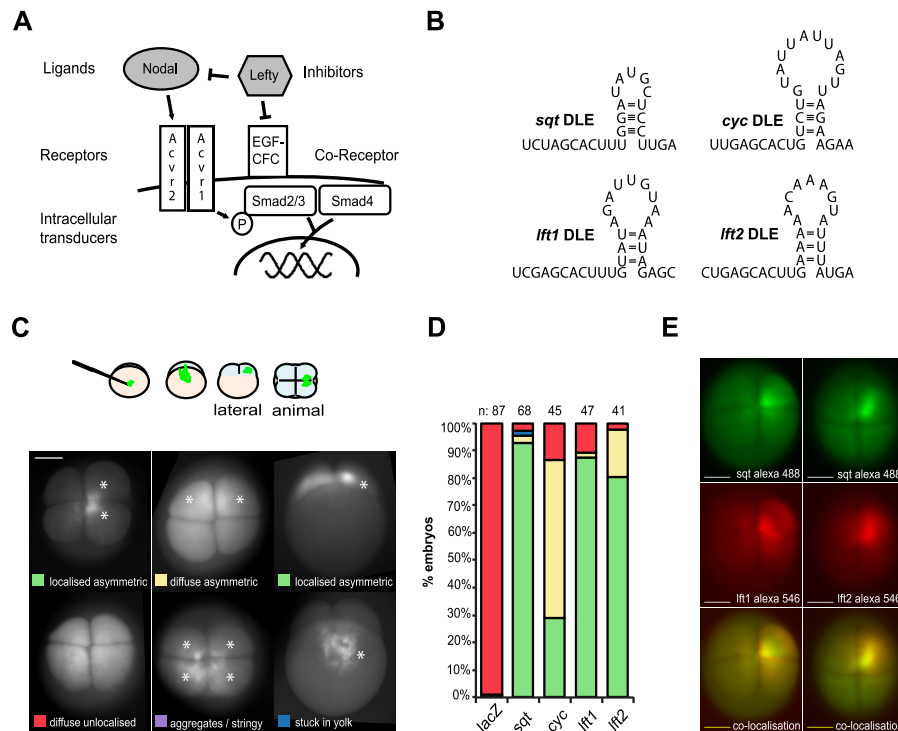 A
Ligands
Nodal
Lefty
Inhibitors
Receptors
Acvr2
Acvr1
EGF-
CFC
Co-Receptor
Intracellular
transducers
P
Smad2/3
Smad4
B
sqt DLE
UCUAGCACUUU
UUGA
cyc DLE
UUGAGCACUG
AGAA
lft1 DLE
UCGAGCACUUUG
GAGC
lft2 DLE
CUGAGCACUUG
AUGA
C
lateral
animal
*
*
localised asymmetric
*
*
diffuse asymmetric
*
localised asymmetric
diffuse unlocalised
*
*
*
*
aggregates / stringy
*
stuck in yolk
D
n: 87 68 45 47 41
100%
90%
80%
70%
60%
50%
40%
30%
20%
10%
0%
% embryos
lacZ
sqt
cyc
lft1
lft2
E
sqt alexa 488
sqt alexa 488
lft1 alexa 546
lft2 alexa 546
co-localisation
co-localisation